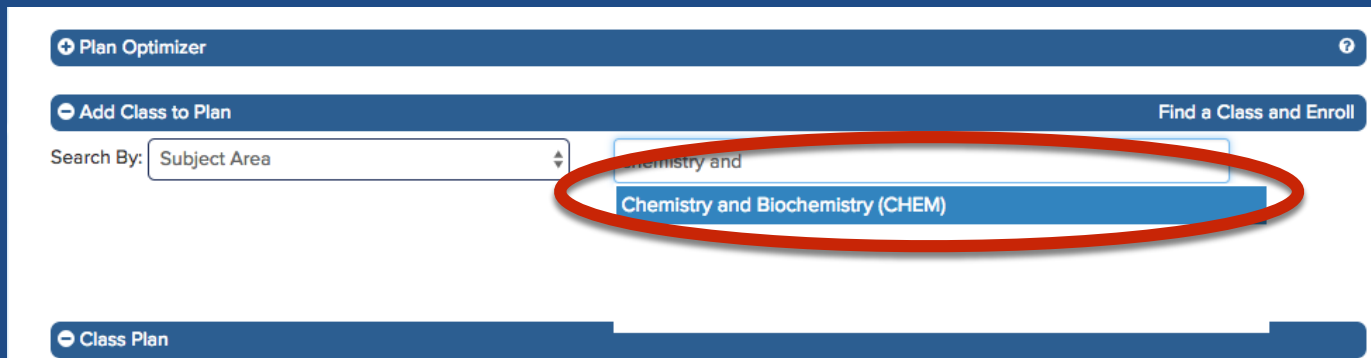 Plan Optimizer
Add Class to Plan Find a Class and Enroll
Search By: Subject Area chemistry and
Chemistry and Biochemistry (CHEM)
Class Plan